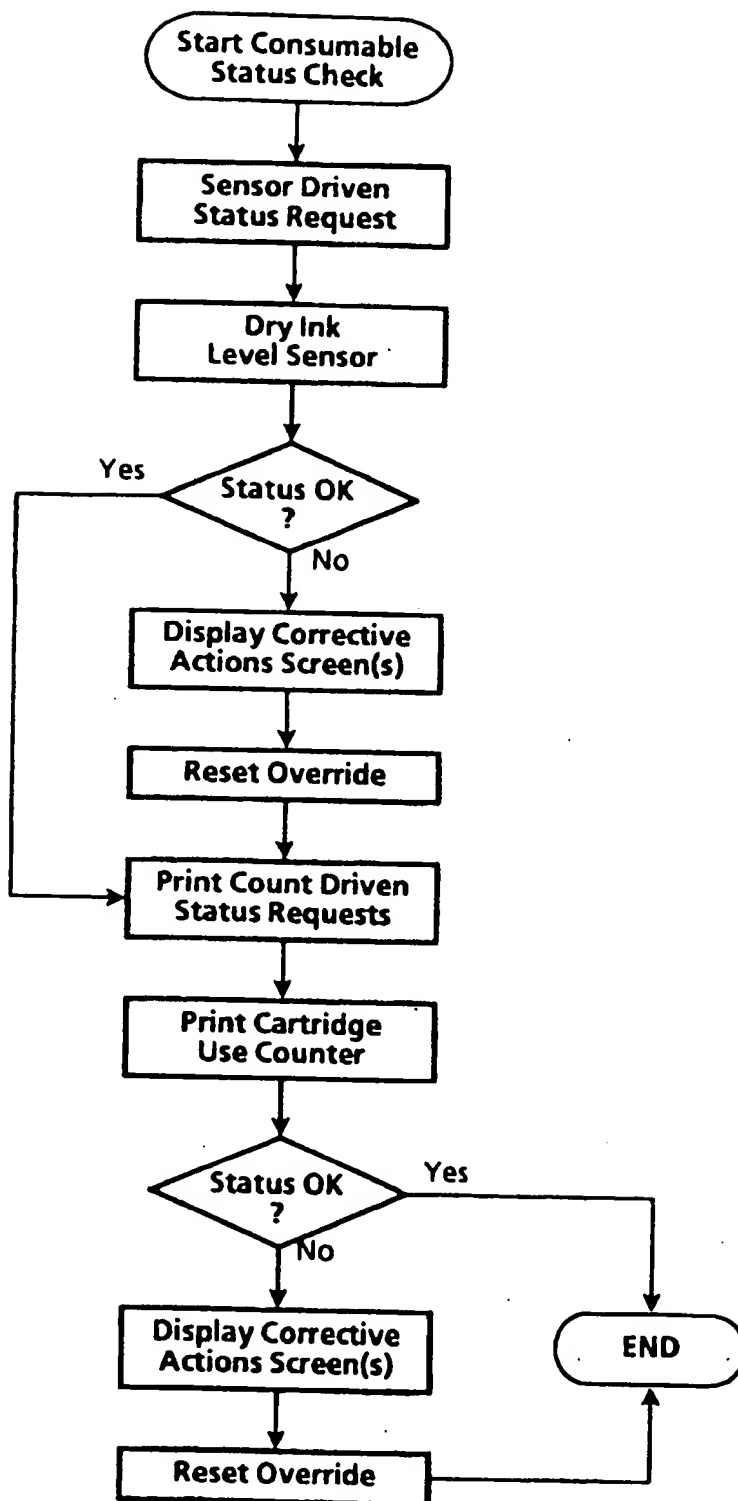 Start Consumable
Status Check
Sensor Driven
Status Request
Dry Ink
Level Sensor
Yes
Status OK
?
No
Display Corrective
Actions Screen(s)
Reset Override
Print Count Driven
Status Requests
Print Cartridge
Use Counter
Status OK
?
Yes
No
Display Corrective
Actions Screen(s)
END
Reset Override